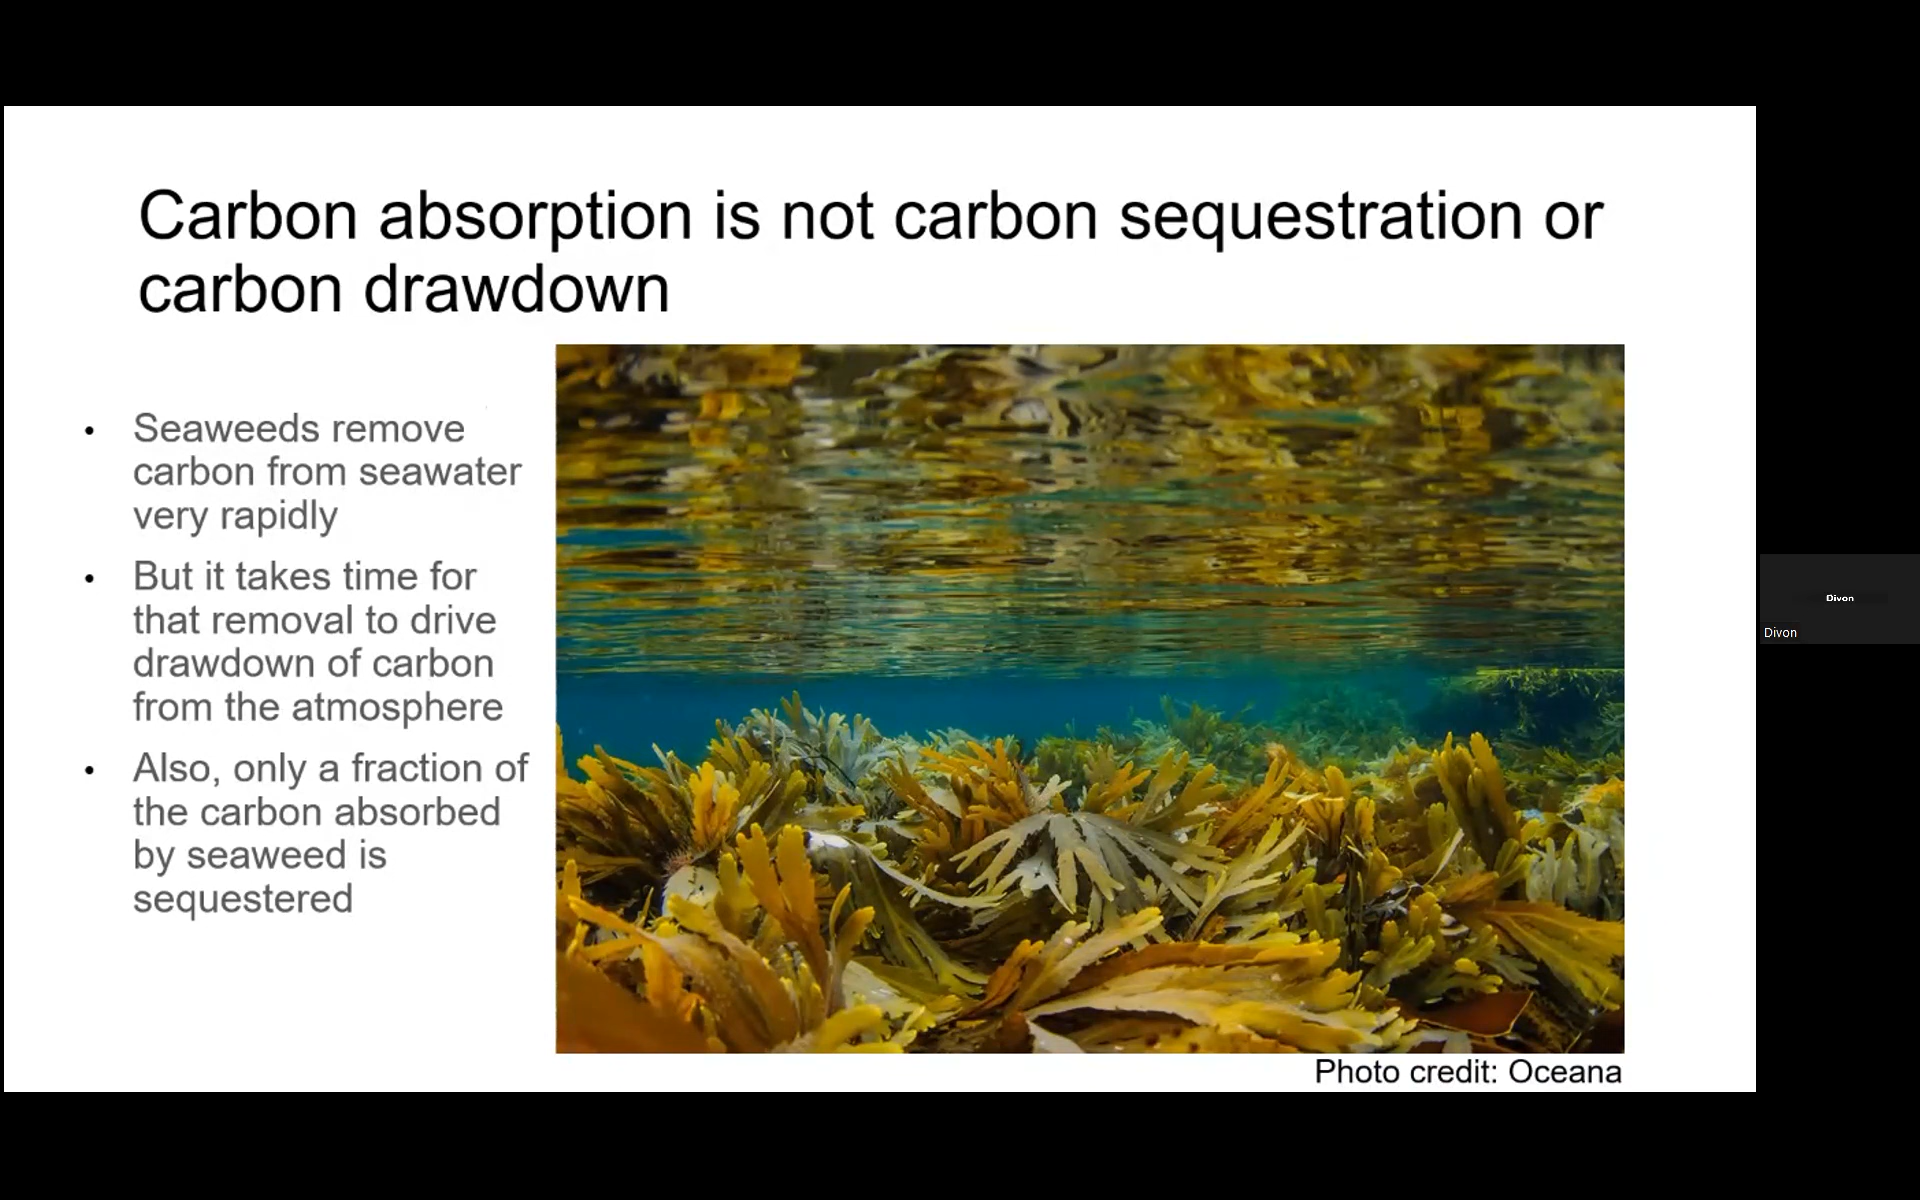 Carbon absorption is not carbon sequestration or
carbon drawdown
• Seaweeds remove
carbon from seawater
very rapidly
• But it takes time for
that removal to drive
drawdown of carbon
from the atmosphere
• Also, only a fraction of
the carbon absorbed
by seaweed is
sequestered
Photo credit: Oceana
Divon
Divon